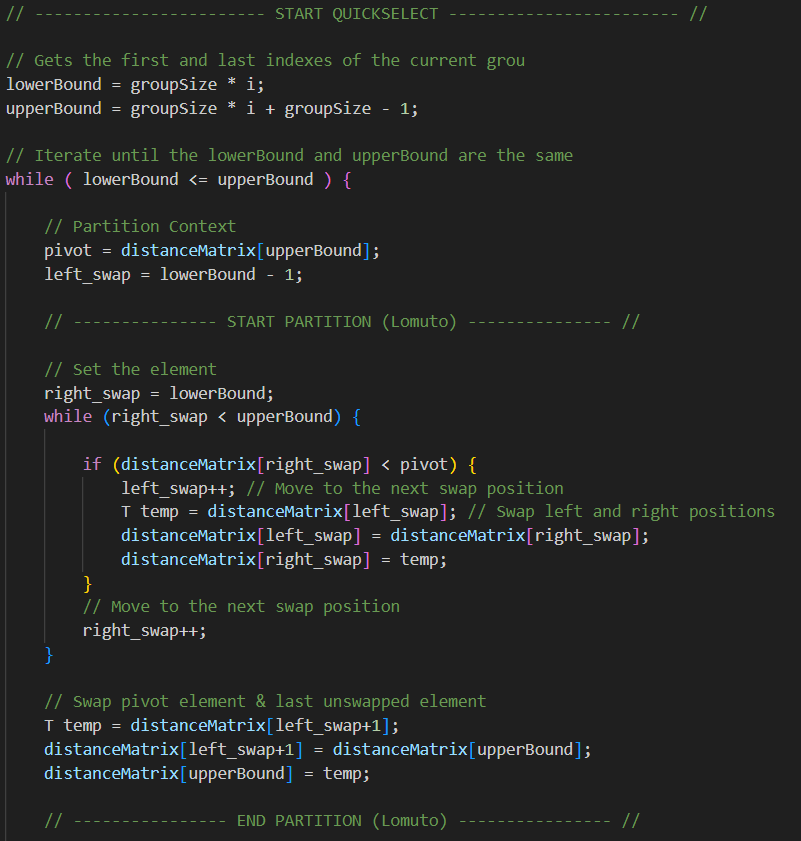 // ------------------------ START QUICKSELECT ------------------------ //
// Gets the first and last indexes of the current grou
lowerBound = groupSize * i;
upperBound = groupSize * i + groupSize - 1;
// Iterate until the lowerBound and upperBound are the same
while ( lowerBound <= upperBound ) {
// Partition Context
pivot = distanceMatrix[upperBound];
left_swap = lowerBound - 1;
// --------------- START PARTITION (Lomuto) --------------- //
// Set the element
right_swap = lowerBound;
while (right_swap < upperBound) {
if (distanceMatrix[right_swap] < pivot) {
left_swap++; // Move to the next swap position
T temp = distanceMatrix[left_swap]; // Swap left and right positions
distanceMatrix[left_swap] = distanceMatrix[right_swap];
distanceMatrix[right_swap] = temp;
}
// Move to the next swap position
right_swap++;
}
// Swap pivot element & last unswapped element
T temp = distanceMatrix[left_swap+1];
distanceMatrix[left_swap+1] = distanceMatrix[upperBound];
distanceMatrix[upperBound] = temp;
// ---------------- END PARTITION (Lomuto) ---------------- //